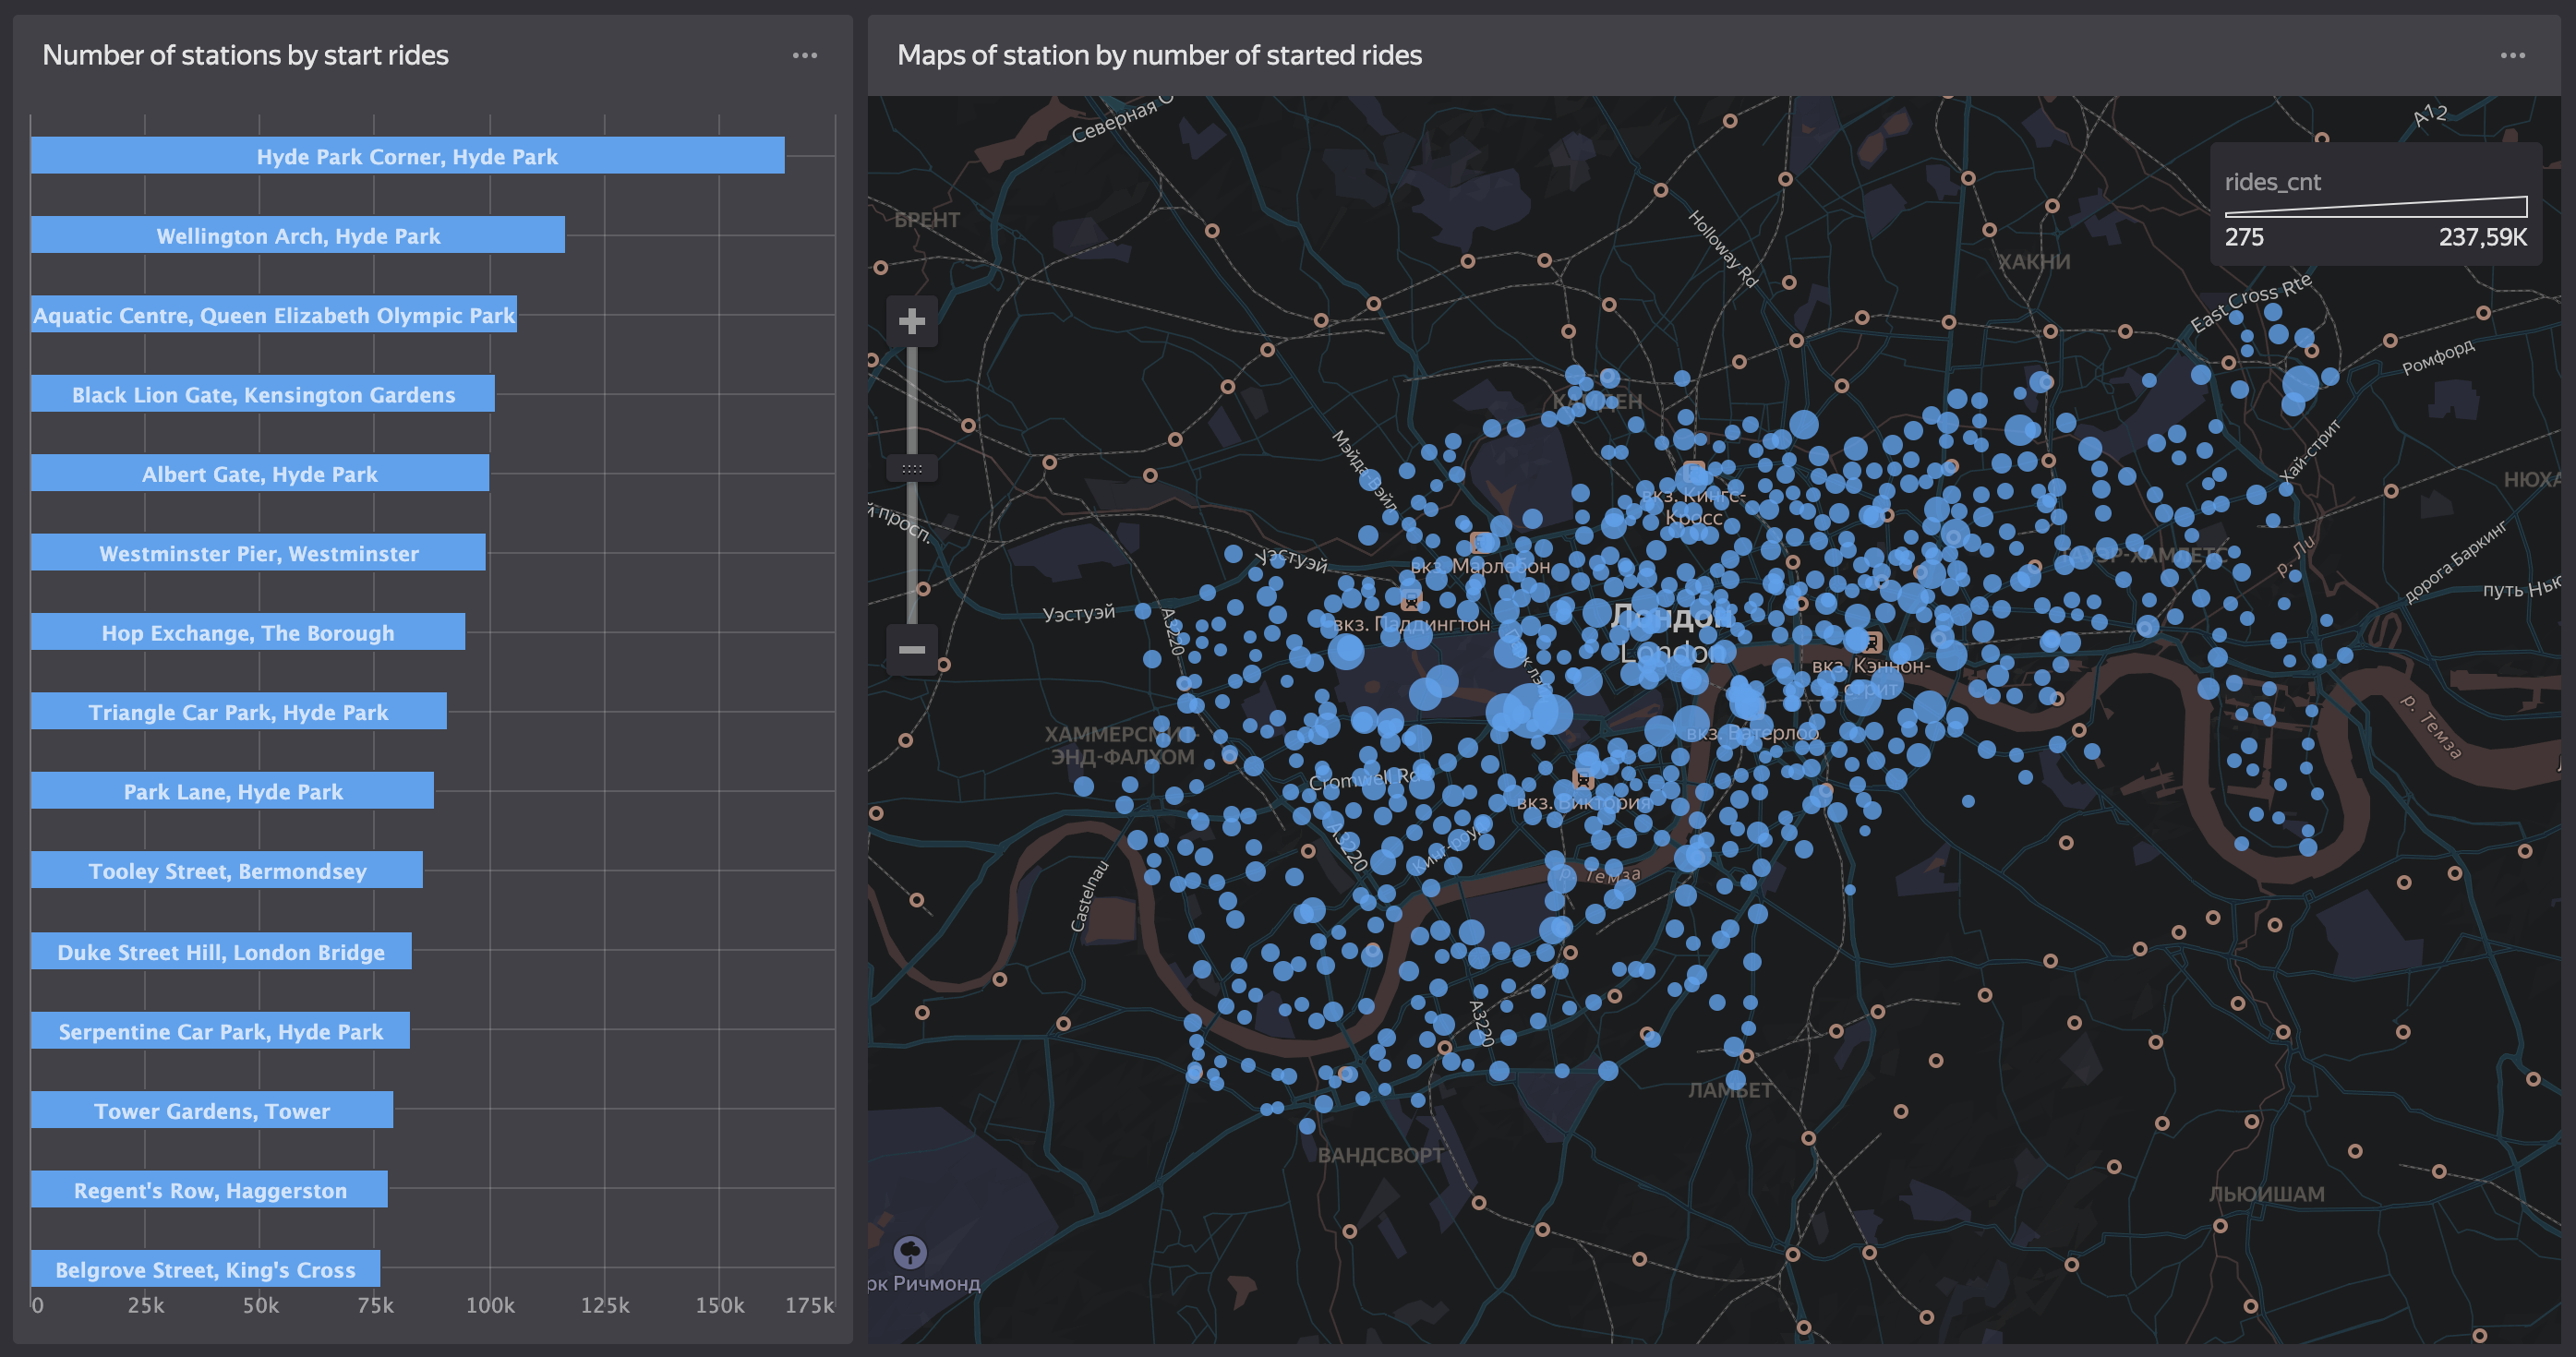 Number of stations by start rides
Hyde Park Corner, Hyde Park
Wellington Arch, Hyde Park
Aquatic Centre, Queen Elizabeth Olympic Park
Black Lion Gate, Kensington Gardens
Albert Gate, Hyde Park
Westminster Pier, Westminster
Hop Exchange, The Borough
Triangle Car Park, Hyde Park
Park Lane, Hyde Park
Tooley Street, Bermondsey
Duke Street Hill, London Bridge
Serpentine Car Park, Hyde Park
Tower Gardens, Tower
Regent's Row, Haggerston
Belgrove Street, King's Cross
0 25k 50k 75k 100k 125k 150k 175k
Maps of station by number of started rides
rides_cnt
275 237,59K
Северная С
A12
БРЕНТ
Holloway Rd
ХАКНИ
East Cross Rte
Ромфорд
КАМДЕН
Мэйда-Вэйл
Хай-стрит
НЮХА
й просп.
вкз. Кингс-
Кросс
Уэстуэй
вкз. Марлебон
ТАУЭР-ХАМЛЕТС
р. Ли
дорога Баркинг
путь Нью
Уэстуэй
A3220
вкз. Паддингтон
Лондон
London
вкз. Кэннон-
стрит
р. Темза
ХАММЕРСМИТ-
ЭНД-ФАЛХОМ
вкз. Ватерлоо
Cromwell Rd
вкз. Виктория
A3220
Кинг-роуд
р. Темза
Castelnau
A3220
ЛАМБЕТ
ВАНДСВОРТ
ЛЬЮИШАМ
рк Ричмонд